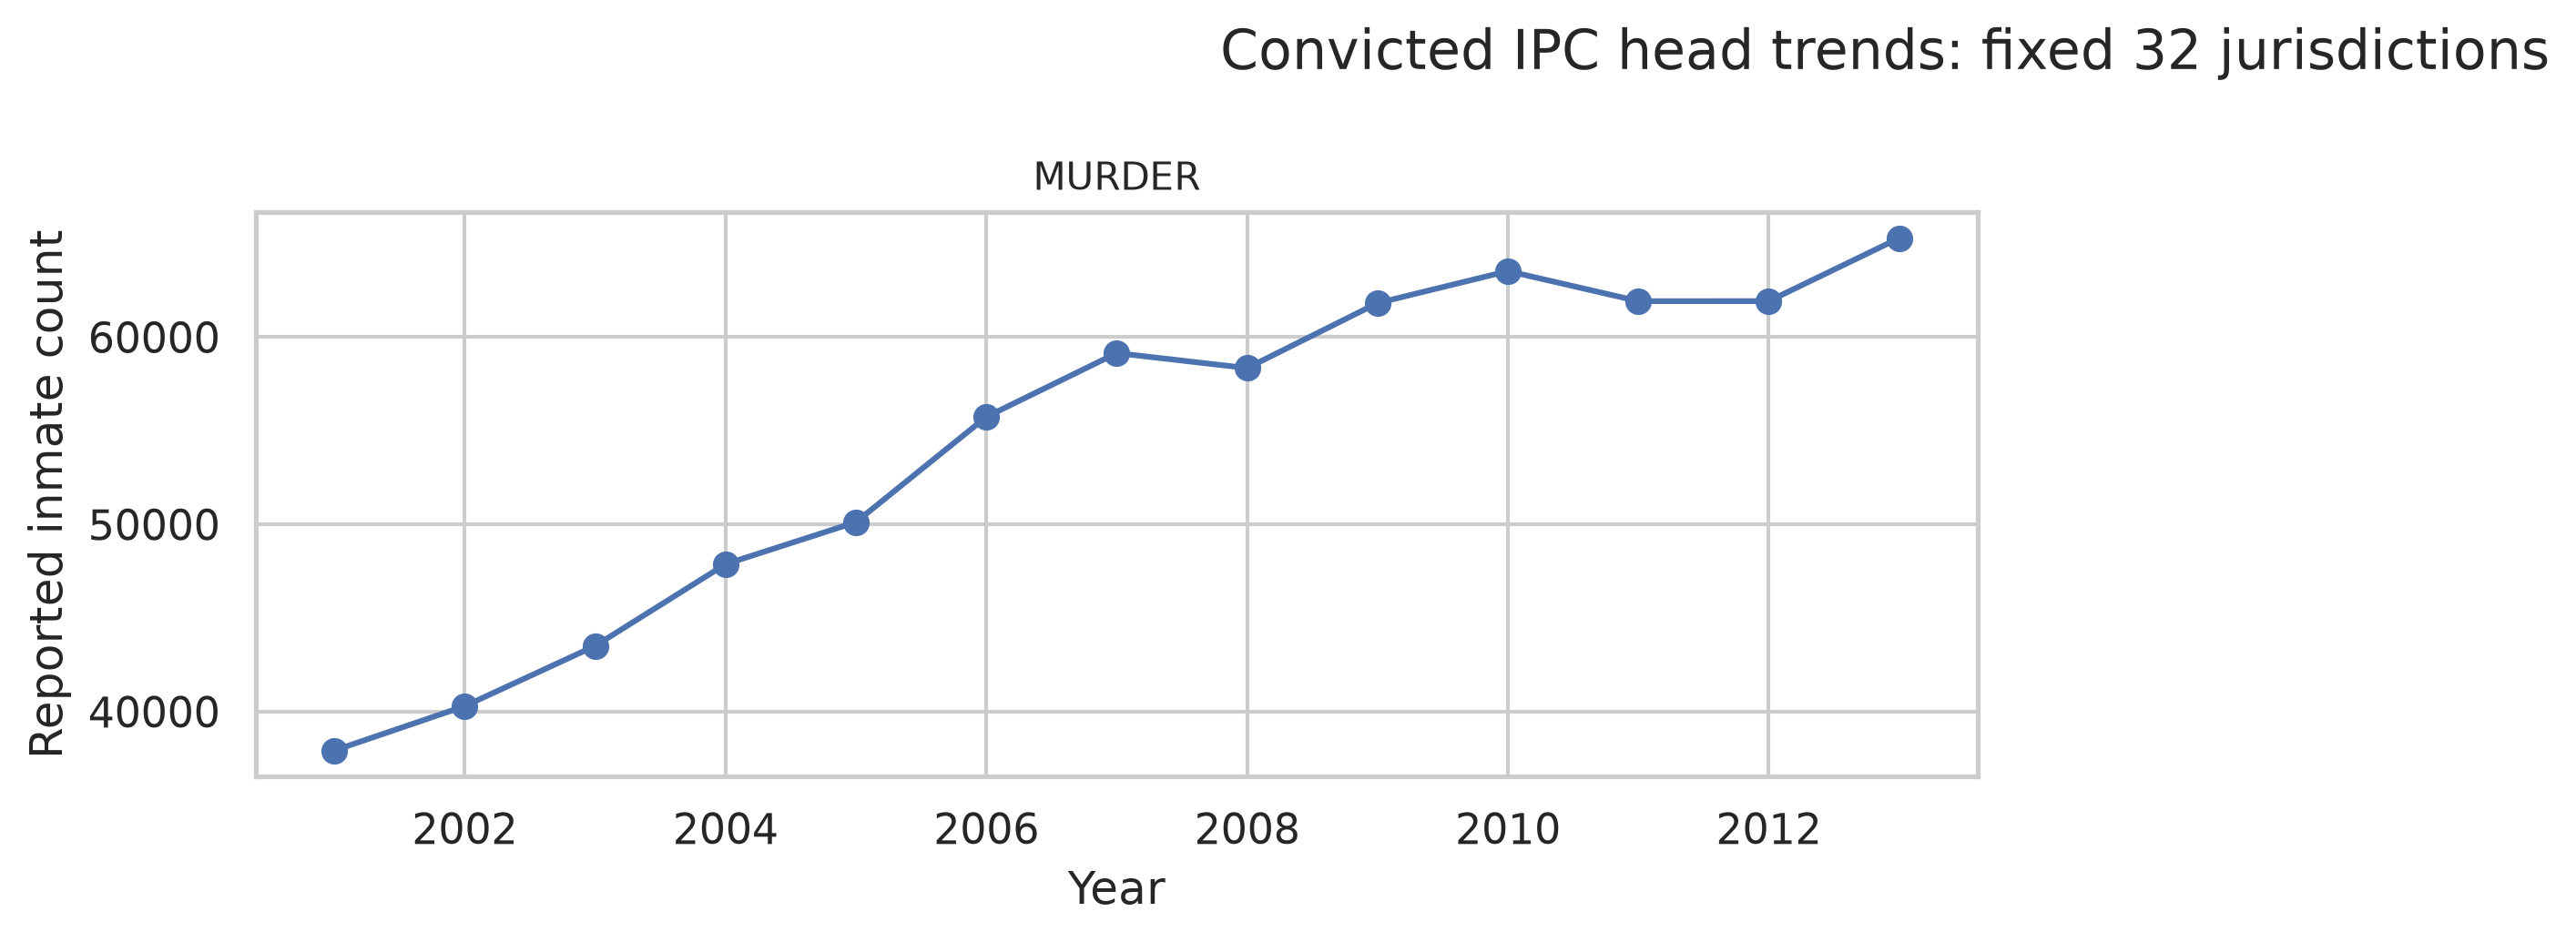 Convicted IPC head trends: fixed 32 jurisdictions
MURDER
Reported inmate count
60000
50000
40000
2002 2004 2006 2008 2010 2012
Year